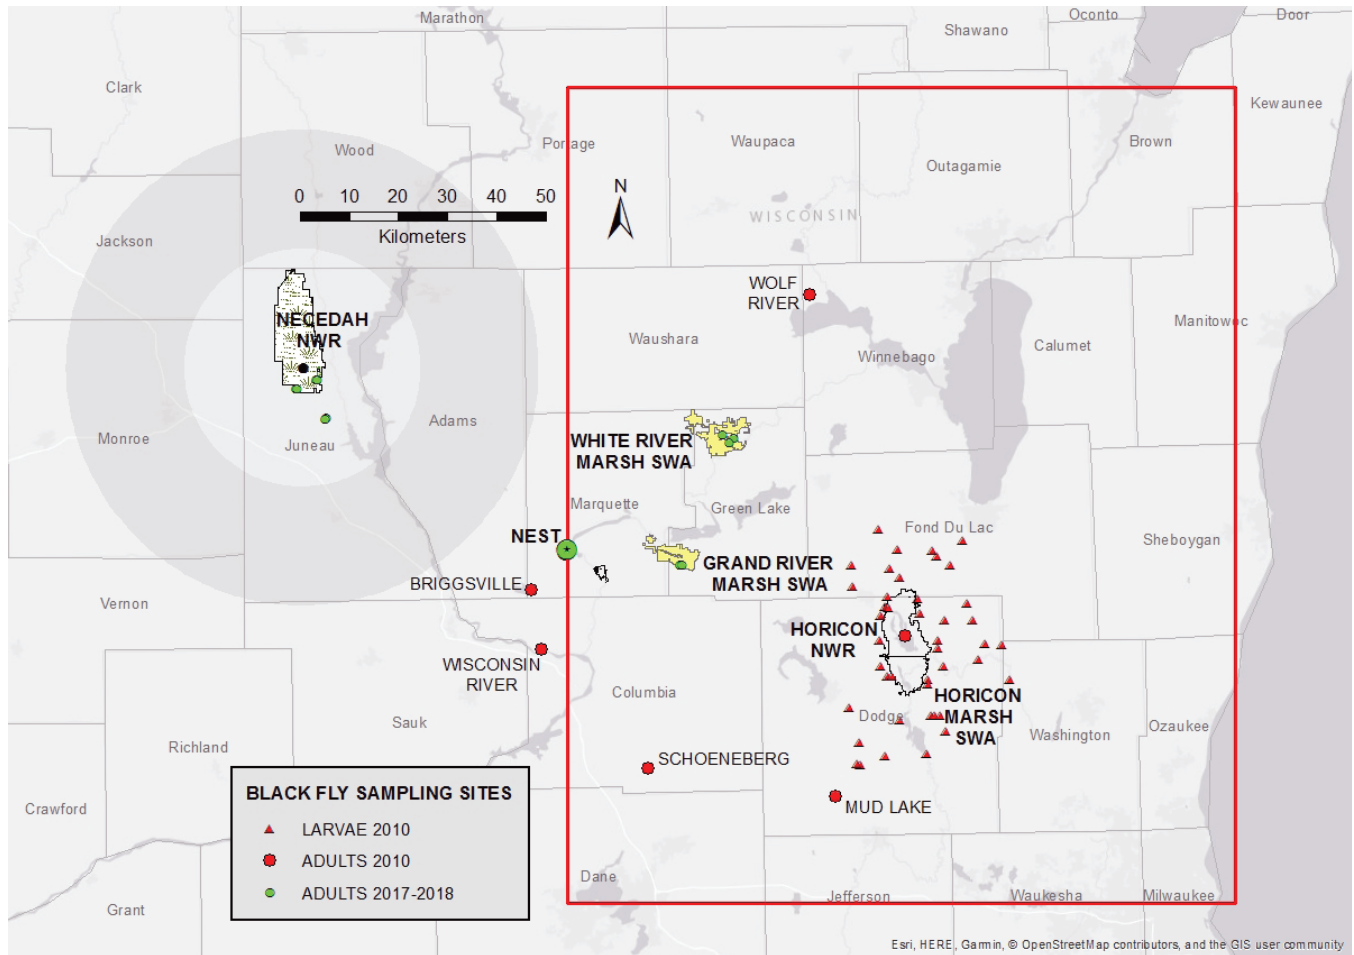 Marathon
Oconto
Door
Shawano
Clark
Kewaunee
Wood
Portage
Waupaca
Brown
Outagamie
0 10 20 30 40 50
Kilometers
N
WISCONSIN
Jackson
WOLF
RIVER
NECEDAH
NWR
Manitowoc
Waushara
Calumet
Winnebago
Adams
Monroe
Juneau
WHITE RIVER
MARSH SWA
Marquette
Green Lake
Fond Du Lac
NEST
Sheboygan
GRAND RIVER
MARSH SWA
BRIGGSVILLE
Vernon
HORICON
NWR
WISCONSIN
RIVER
Columbia
HORICON
MARSH
SWA
Dodge
Sauk
Richland
Washington
Ozaukee
SCHOENEBERG
BLACK FLY SAMPLING SITES
LARVAE 2010
ADULTS 2010
ADULTS 2017-2018
Crawford
MUD LAKE
Dane
Jefferson
Waukesha
Milwaukee
Grant
Esri, HERE, Garmin, © OpenStreetMap contributors, and the GIS user community